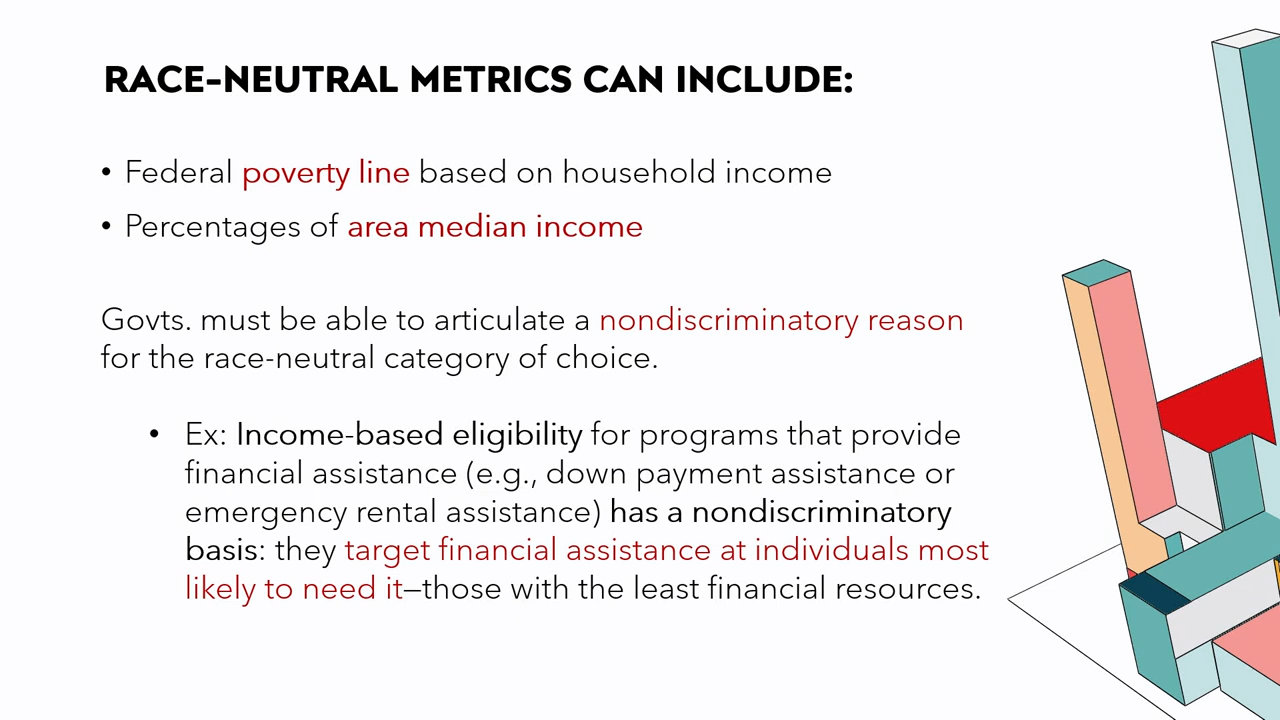 RACE-NEUTRAL METRICS CAN INCLUDE:
• Federal poverty line based on household income
• Percentages of area median income
Govts. must be able to articulate a nondiscriminatory reason
for the race-neutral category of choice.
• Ex: Income-based eligibility for programs that provide
financial assistance (e.g., down payment assistance or
emergency rental assistance) has a nondiscriminatory
basis: they target financial assistance at individuals most
likely to need it—those with the least financial resources.